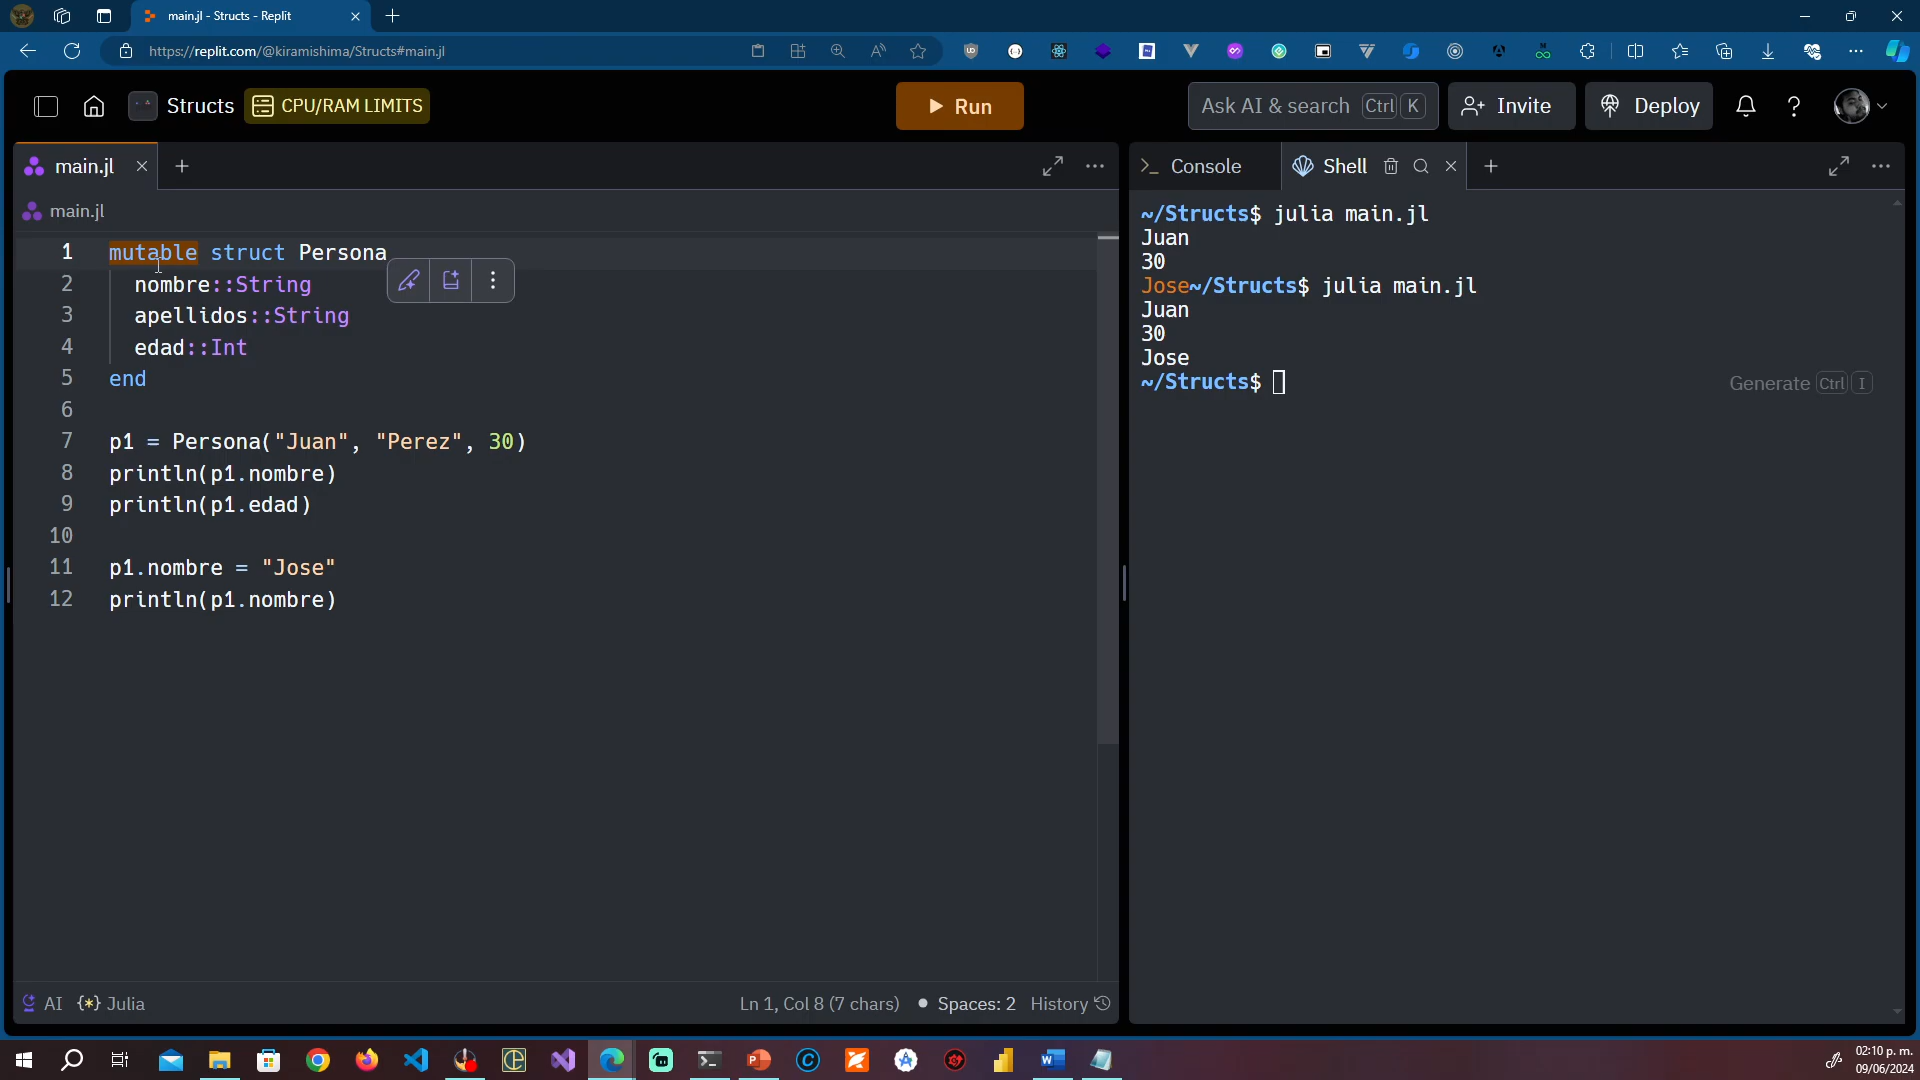 main.jl - Structs - Replit
https://replit.com/@kiramishima/Structs#main.jl
Structs CPU/RAM LIMITS Run Ask AI & search Ctrl K Invite Deploy
main.jl
main.jl
1 mutable struct Persona
2 nombre::String
3 apellidos::String
4 edad::Int
5 end
6
7 p1 = Persona("Juan", "Perez", 30)
8 println(p1.nombre)
9 println(p1.edad)
10
11 p1.nombre = "Jose"
12 println(p1.nombre)
AI {*} Julia Ln 1, Col 8 (7 chars) Spaces: 2 History
Console Shell
~/Structs$ julia main.jl
Juan
30
Jose~/Structs$ julia main.jl
Juan
30
Jose
~/Structs$
Generate Ctrl I
02:10 p. m.
09/06/2024